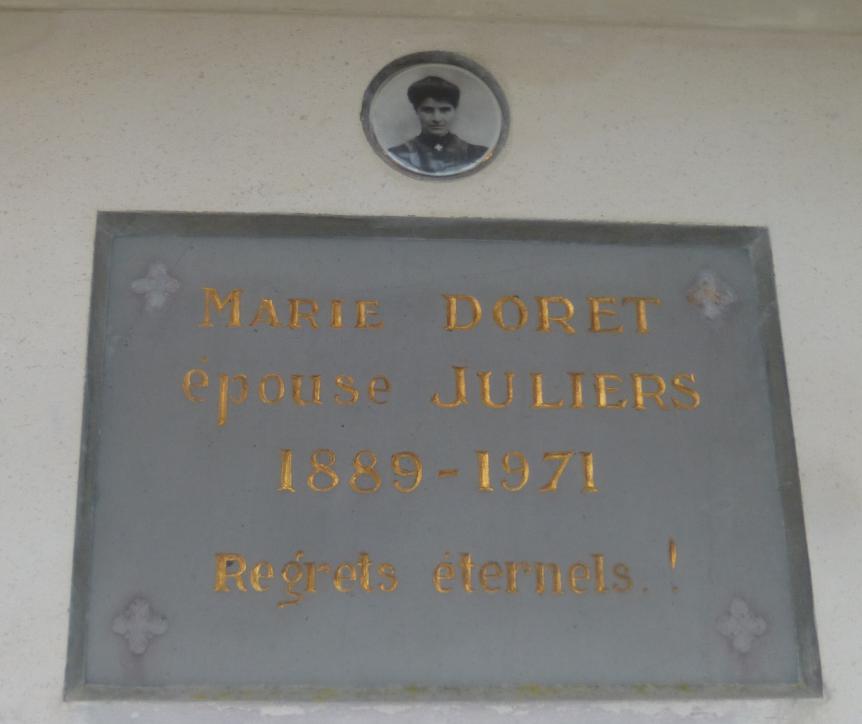 MARIE DORET
épouse JULIERS
1889-1971
Regrets éternels.!